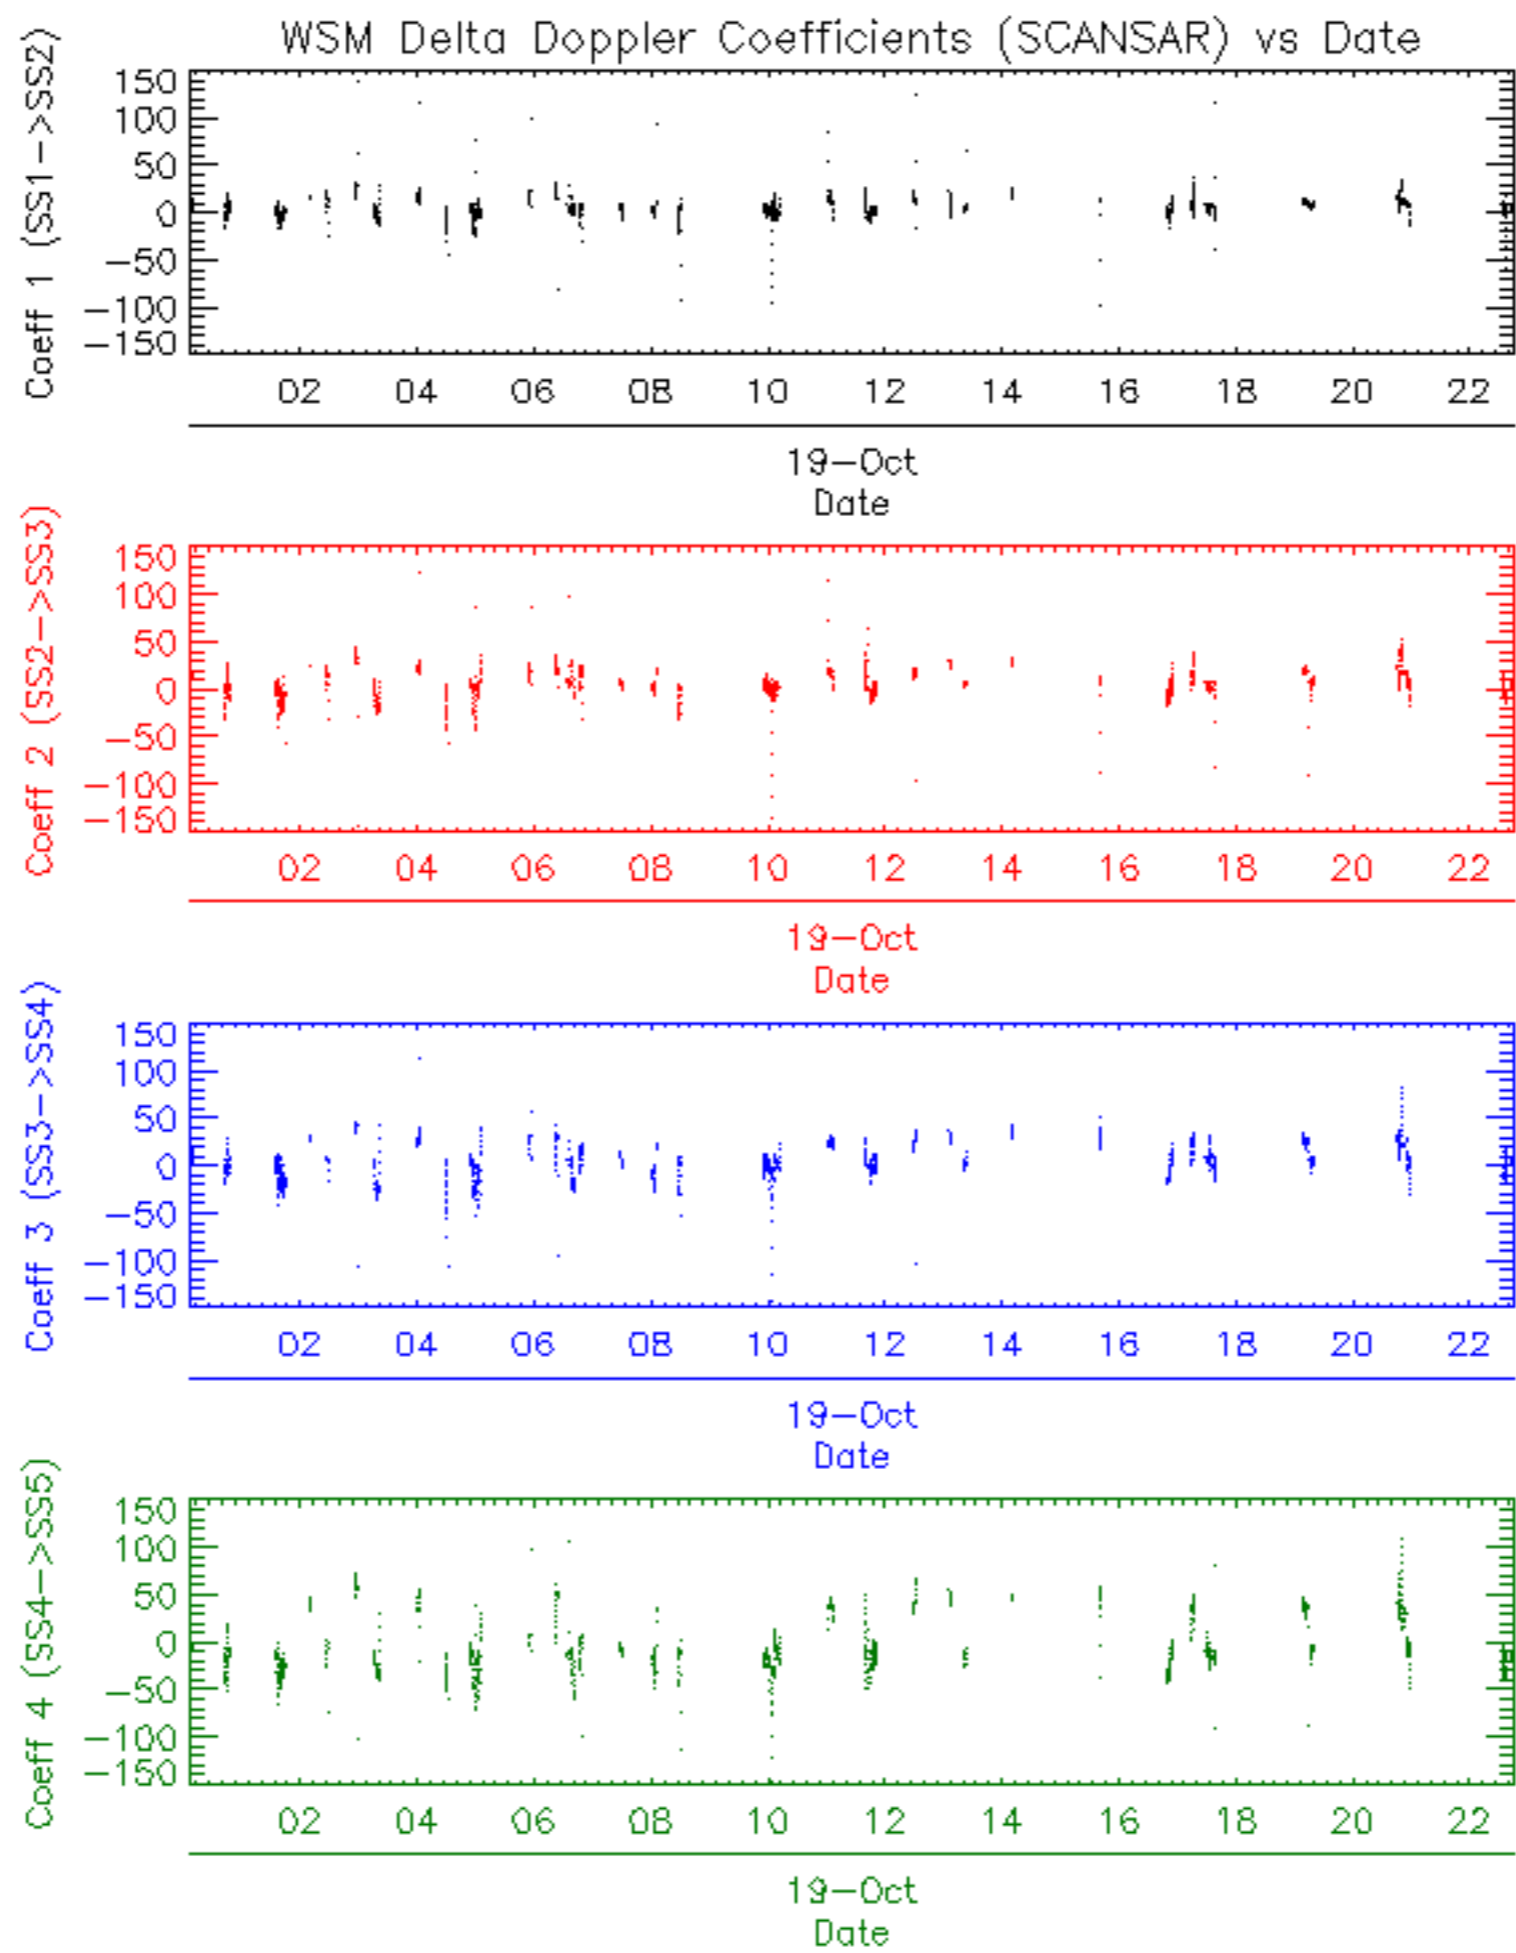 WSM Delta Doppler Coefficients (SCANSAR) vs Date
Coeff 1 (SS1->SS2)
150
100
50
0
-50
-100
-150
02 04 06 08 10 12 14 16 18 20 22
19-Oct
Date
Coeff 2 (SS2->SS3)
150
100
50
0
-50
-100
-150
02 04 06 08 10 12 14 16 18 20 22
19-Oct
Date
Coeff 3 (SS3->SS4)
150
100
50
0
-50
-100
-150
02 04 06 08 10 12 14 16 18 20 22
19-Oct
Date
Coeff 4 (SS4->SS5)
150
100
50
0
-50
-100
-150
02 04 06 08 10 12 14 16 18 20 22
19-Oct
Date